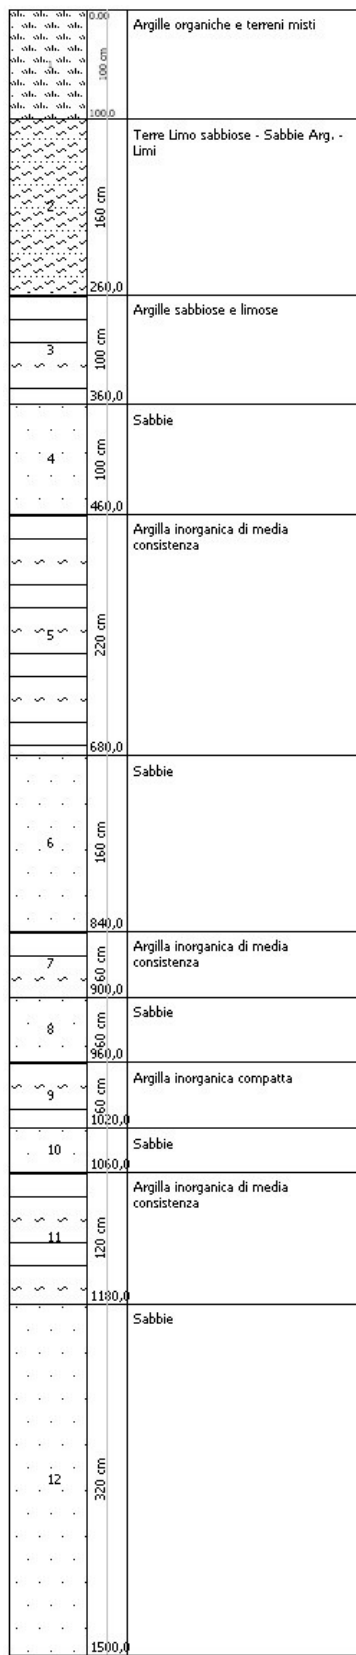 0.00
Argille organiche e terreni misti
1
100 cm
100.0
Terre Limo sabbiose - Sabbie Arg. -
Limi
2
160 cm
260,0
Argille sabbiose e limose
3
100 cm
360,0
Sabbie
4
100 cm
460,0
Argilla inorganica di media
consistenza
5
220 cm
680,0
Sabbie
6
160 cm
840,0
Argilla inorganica di media
consistenza
7
60 cm
900,0
Sabbie
8
60 cm
960,0
Argilla inorganica compatta
9
60 cm
1020,0
Sabbie
10
1060,0
Argilla inorganica di media
consistenza
11
120 cm
1180,0
Sabbie
12
320 cm
1500,0